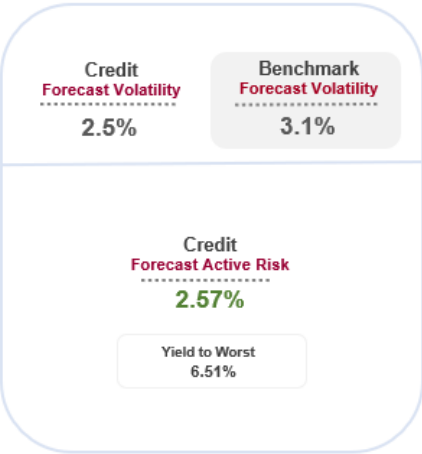 Credit
Forecast Volatility
2.5%
Benchmark
Forecast Volatility
3.1%
Credit
Forecast Active Risk
2.57%
Yield to Worst
6.51%